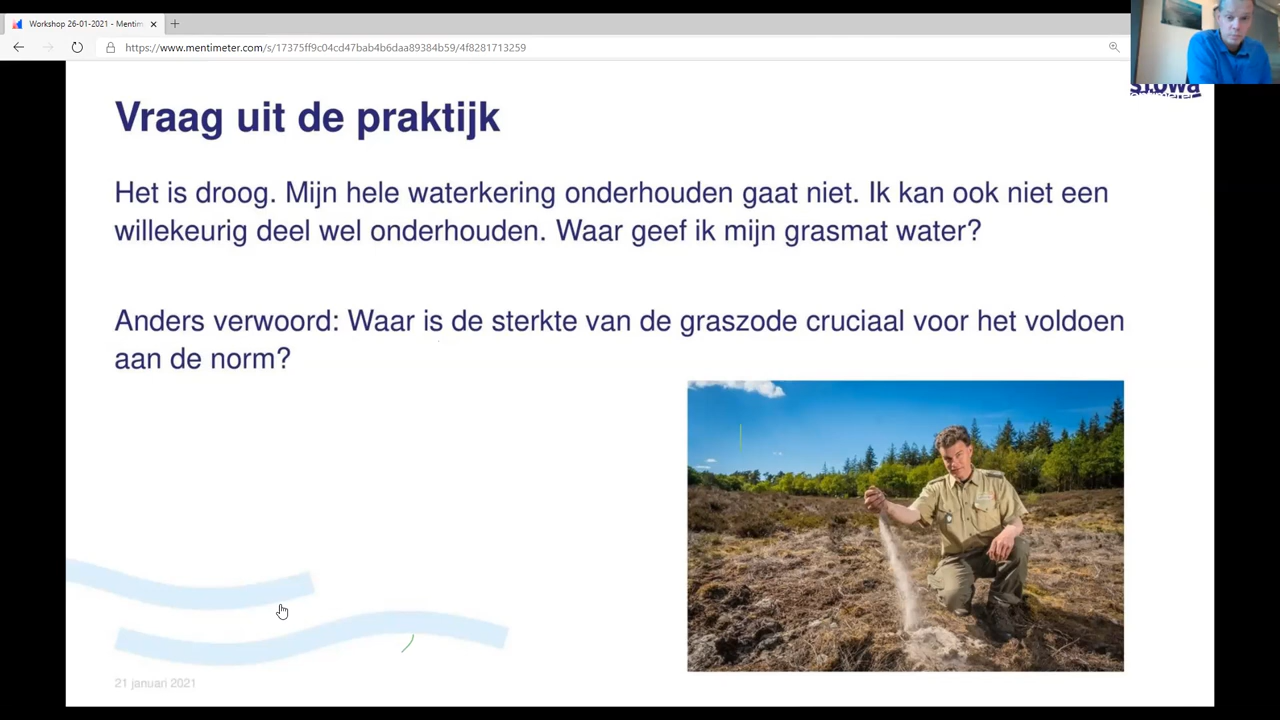 Workshop 26-01-2021 - Mentim
https://www.mentimeter.com/s/17375ff9c04cd47bab4b6daa89384b59/4f8281713259
Vraag uit de praktijk
Het is droog. Mijn hele waterkering onderhouden gaat niet. Ik kan ook niet een
willekeurig deel wel onderhouden. Waar geef ik mijn grasmat water?
Anders verwoord: Waar is de sterkte van de graszode cruciaal voor het voldoen
aan de norm?
21 januari 2021